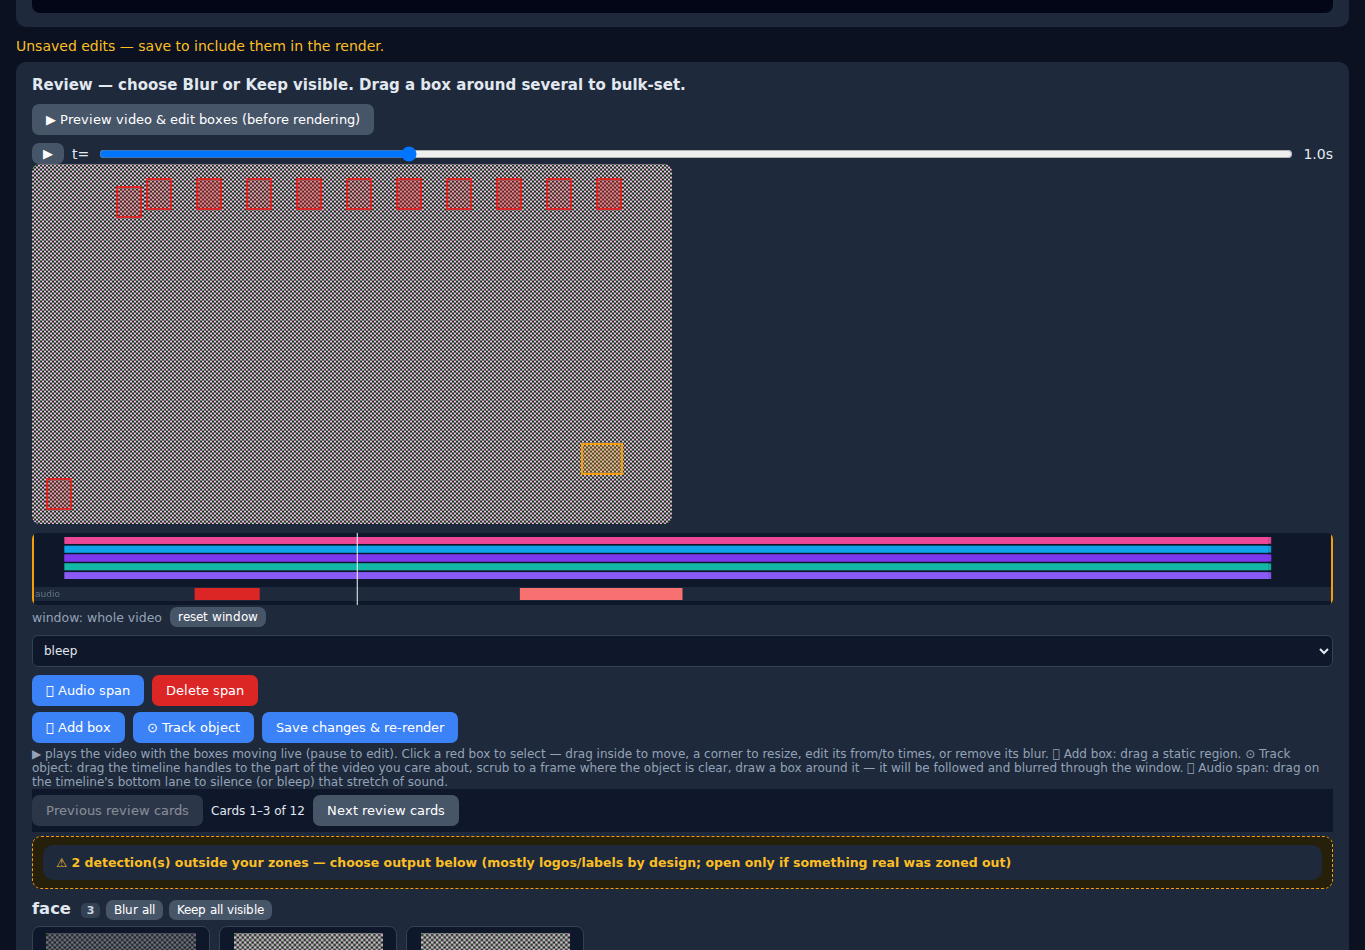 Unsaved edits — save to include them in the render.
Review — choose Blur or Keep visible. Drag a box around several to bulk-set.
▶ Preview video & edit boxes (before rendering)
▶ t= 1.0s
audio
window: whole video reset window
bleep
Audio span Delete span
Add box ⊙ Track object Save changes & re-render
▶ plays the video with the boxes moving live (pause to edit). Click a red box to select — drag inside to move, a corner to resize, edit its from/to times, or remove its blur. Add box: drag a static region. ⊙ Track
object: drag the timeline handles to the part of the video you care about, scrub to a frame where the object is clear, draw a box around it — it will be followed and blurred through the window. Audio span: drag on
the timeline's bottom lane to silence (or bleep) that stretch of sound.
Previous review cards Cards 1–3 of 12 Next review cards
⚠ 2 detection(s) outside your zones — choose output below (mostly logos/labels by design; open only if something real was zoned out)
face 3 Blur all Keep all visible